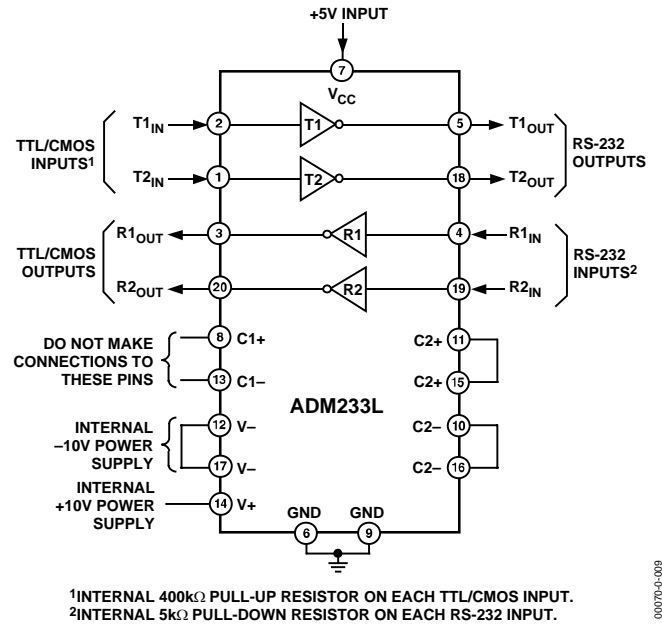 +5V INPUT
7
VCC
TTL/CMOS
INPUTS1
T1IN
2
T1
5
T1OUT
T2IN
1
T2
18
T2OUT
RS-232
OUTPUTS
TTL/CMOS
OUTPUTS
R1OUT
3
R1
4
R1IN
R2OUT
20
R2
19
R2IN
RS-232
INPUTS2
DO NOT MAKE
CONNECTIONS TO
THESE PINS
8
C1+
13
C1–
11
C2+
15
C2+
ADM233L
INTERNAL
–10V POWER
SUPPLY
12
V–
17
V–
10
C2–
16
C2–
INTERNAL
+10V POWER
SUPPLY
14
V+
GND
GND
6
9
1INTERNAL 400kΩ PULL-UP RESISTOR ON EACH TTL/CMOS INPUT.
2INTERNAL 5kΩ PULL-DOWN RESISTOR ON EACH RS-232 INPUT.
00070-0-009